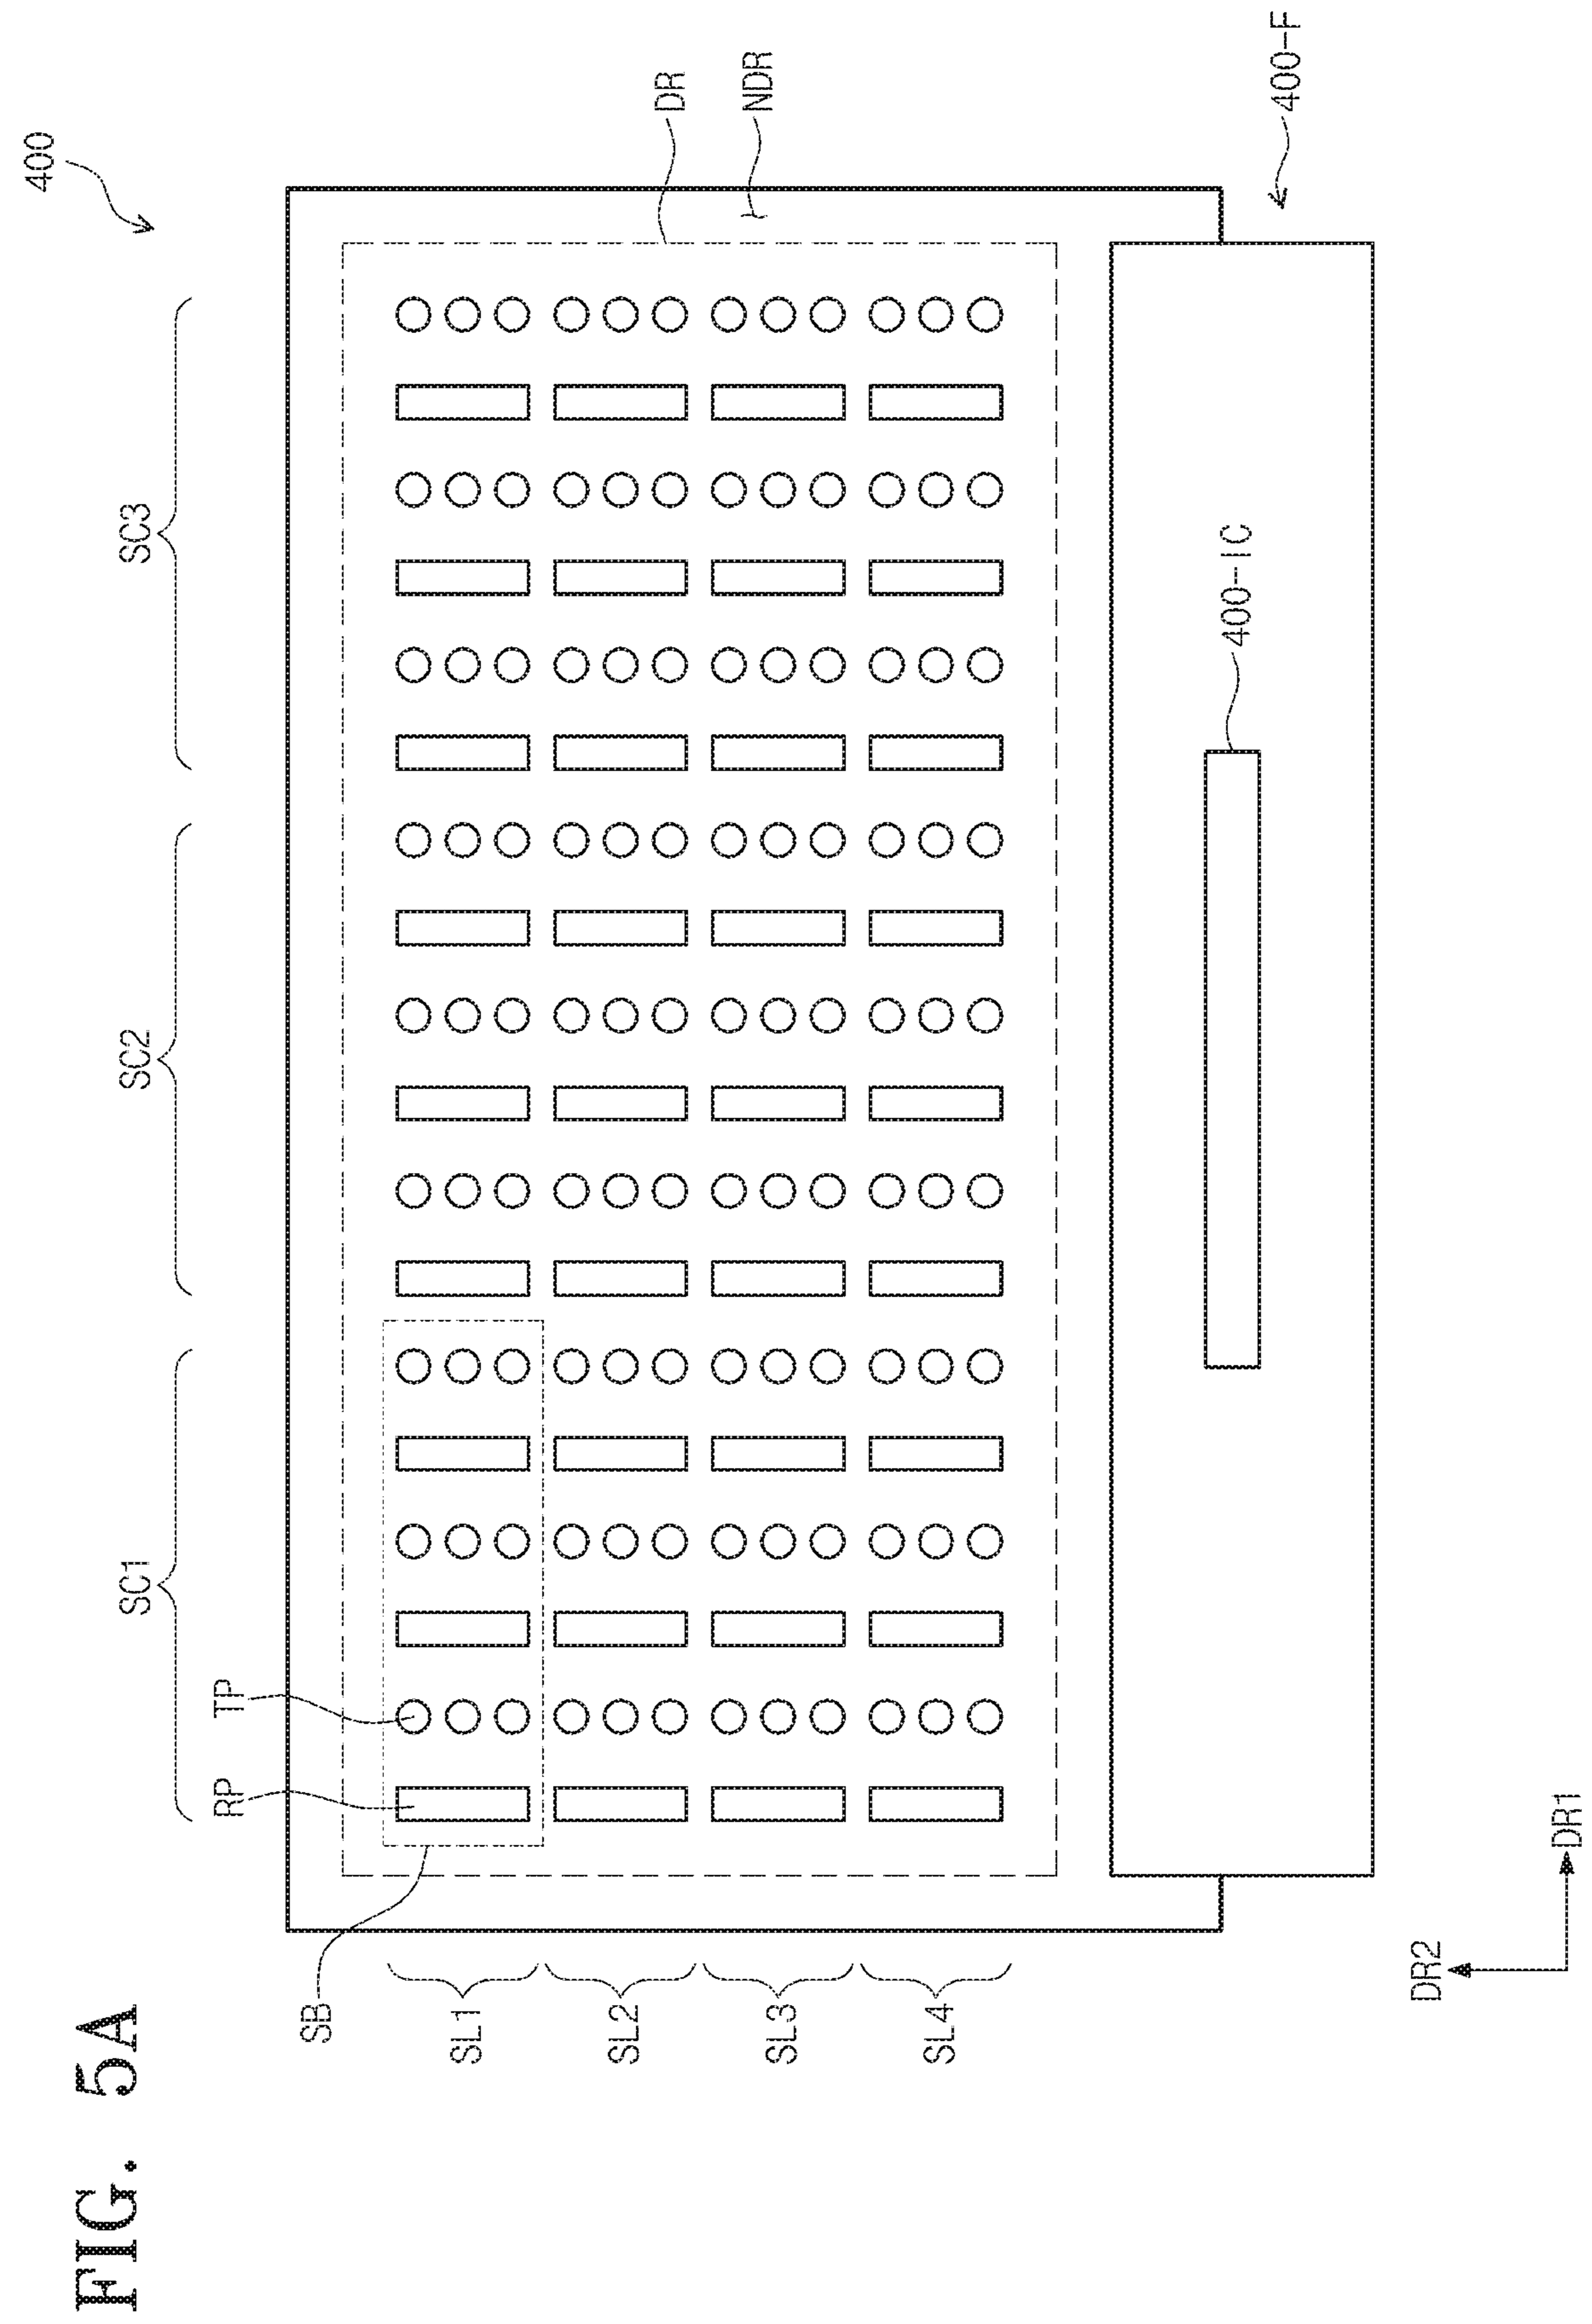 FIG. 5A
400
SC1
SC2
SC3
RP
TP
DR
NDR
SB
SL1
SL2
SL3
SL4
400-IC
400-F
DR2
DR1